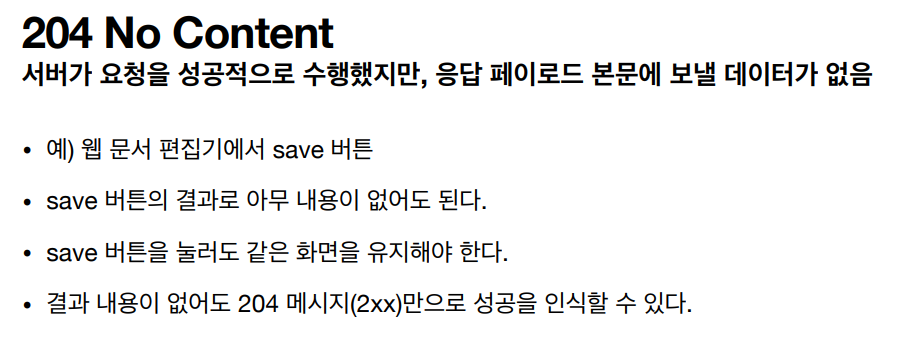 204 No Content
서버가 요청을 성공적으로 수행했지만, 응답 페이로드 본문에 보낼 데이터가 없음
• 예) 웹 문서 편집기에서 save 버튼
• save 버튼의 결과로 아무 내용이 없어도 된다.
• save 버튼을 눌러도 같은 화면을 유지해야 한다.
• 결과 내용이 없어도 204 메시지(2xx)만으로 성공을 인식할 수 있다.